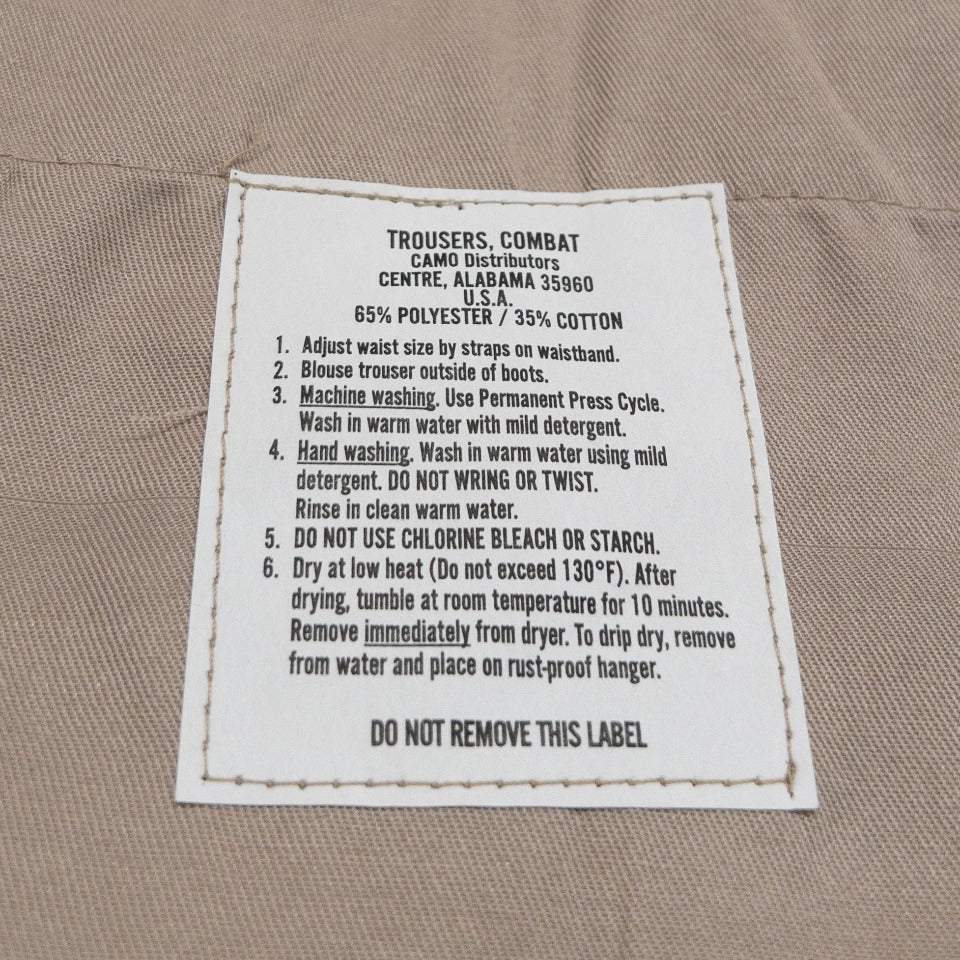 TROUSERS, COMBAT
CAMO Distributors
CENTRE, ALABAMA 35960
U.S.A.
65% POLYESTER / 35% COTTON
1. Adjust waist size by straps on waistband.
2. Blouse trouser outside of boots.
3. Machine washing. Use Permanent Press Cycle.
Wash in warm water with mild detergent.
4. Hand washing. Wash in warm water using mild
detergent. DO NOT WRING OR TWIST.
Rinse in clean warm water.
5. DO NOT USE CHLORINE BLEACH OR STARCH.
6. Dry at low heat (Do not exceed 130°F). After
drying, tumble at room temperature for 10 minutes.
Remove immediately from dryer. To drip dry, remove
from water and place on rust-proof hanger.
DO NOT REMOVE THIS LABEL